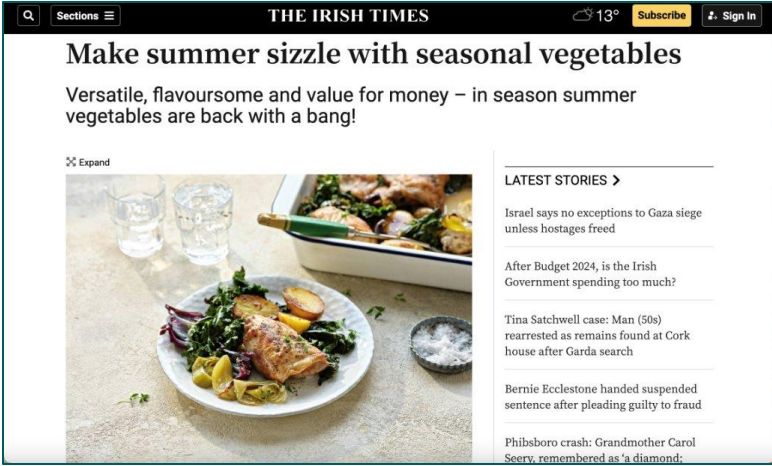 Sections
THE IRISH TIMES
13°
Subscribe
Sign In
Make summer sizzle with seasonal vegetables
Versatile, flavoursome and value for money – in season summer
vegetables are back with a bang!
Expand
LATEST STORIES
Israel says no exceptions to Gaza siege
unless hostages freed
After Budget 2024, is the Irish
Government spending too much?
Tina Satchwell case: Man (50s)
rearrested as remains found at Cork
house after Garda search
Bernie Ecclestone handed suspended
sentence after pleading guilty to fraud
Phibsboro crash: Grandmother Carol
Seery, remembered as ‘a diamond;